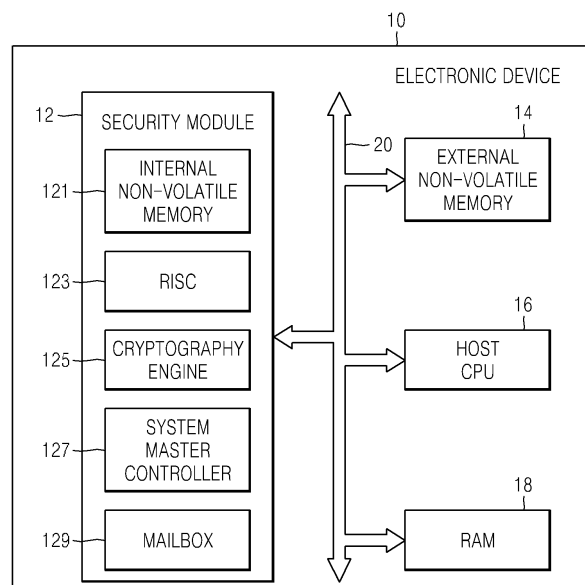 10
ELECTRONIC DEVICE
12
SECURITY MODULE
121
INTERNAL
NON-VOLATILE
MEMORY
123
RISC
125
CRYPTOGRAPHY
ENGINE
127
SYSTEM
MASTER
CONTROLLER
129
MAILBOX
20
14
EXTERNAL
NON-VOLATILE
MEMORY
16
HOST
CPU
18
RAM